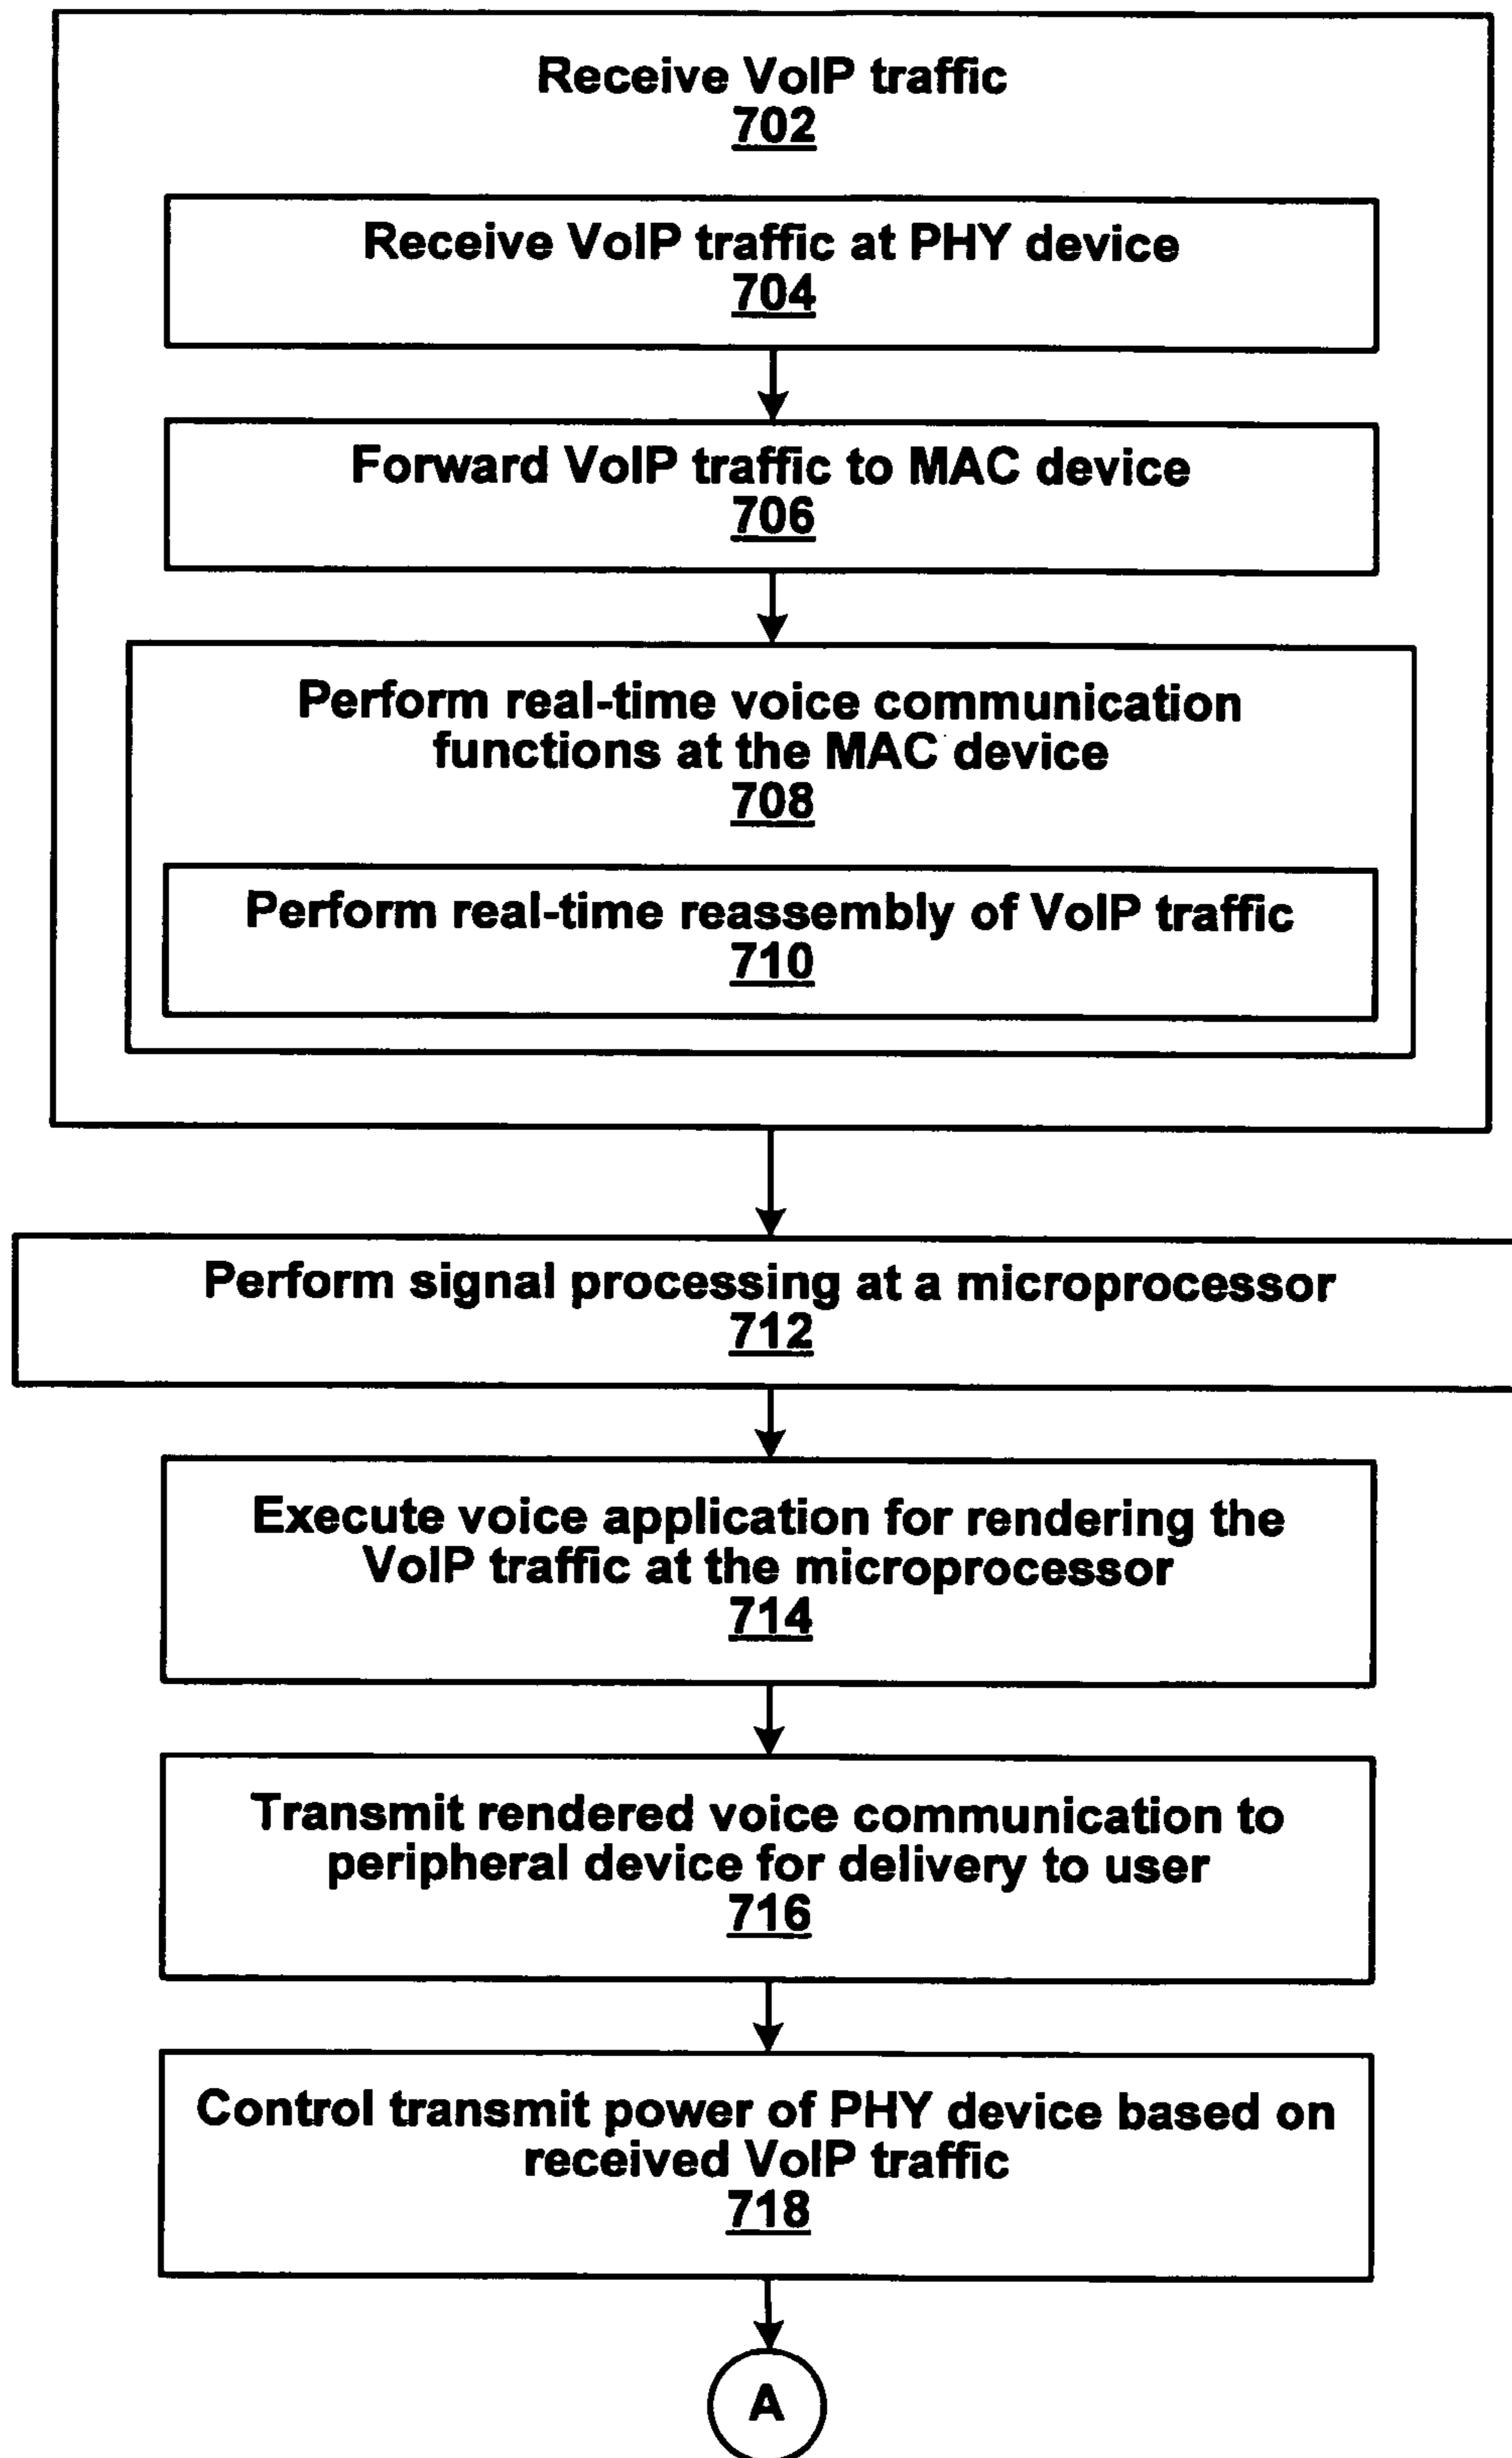 Receive VoIP traffic
702
Receive VoIP traffic at PHY device
704
Forward VoIP traffic to MAC device
706
Perform real-time voice communication
functions at the MAC device
708
Perform real-time reassembly of VoIP traffic
710
Perform signal processing at a microprocessor
712
Execute voice application for rendering the
VoIP traffic at the microprocessor
714
Transmit rendered voice communication to
peripheral device for delivery to user
716
Control transmit power of PHY device based on
received VoIP traffic
718
A